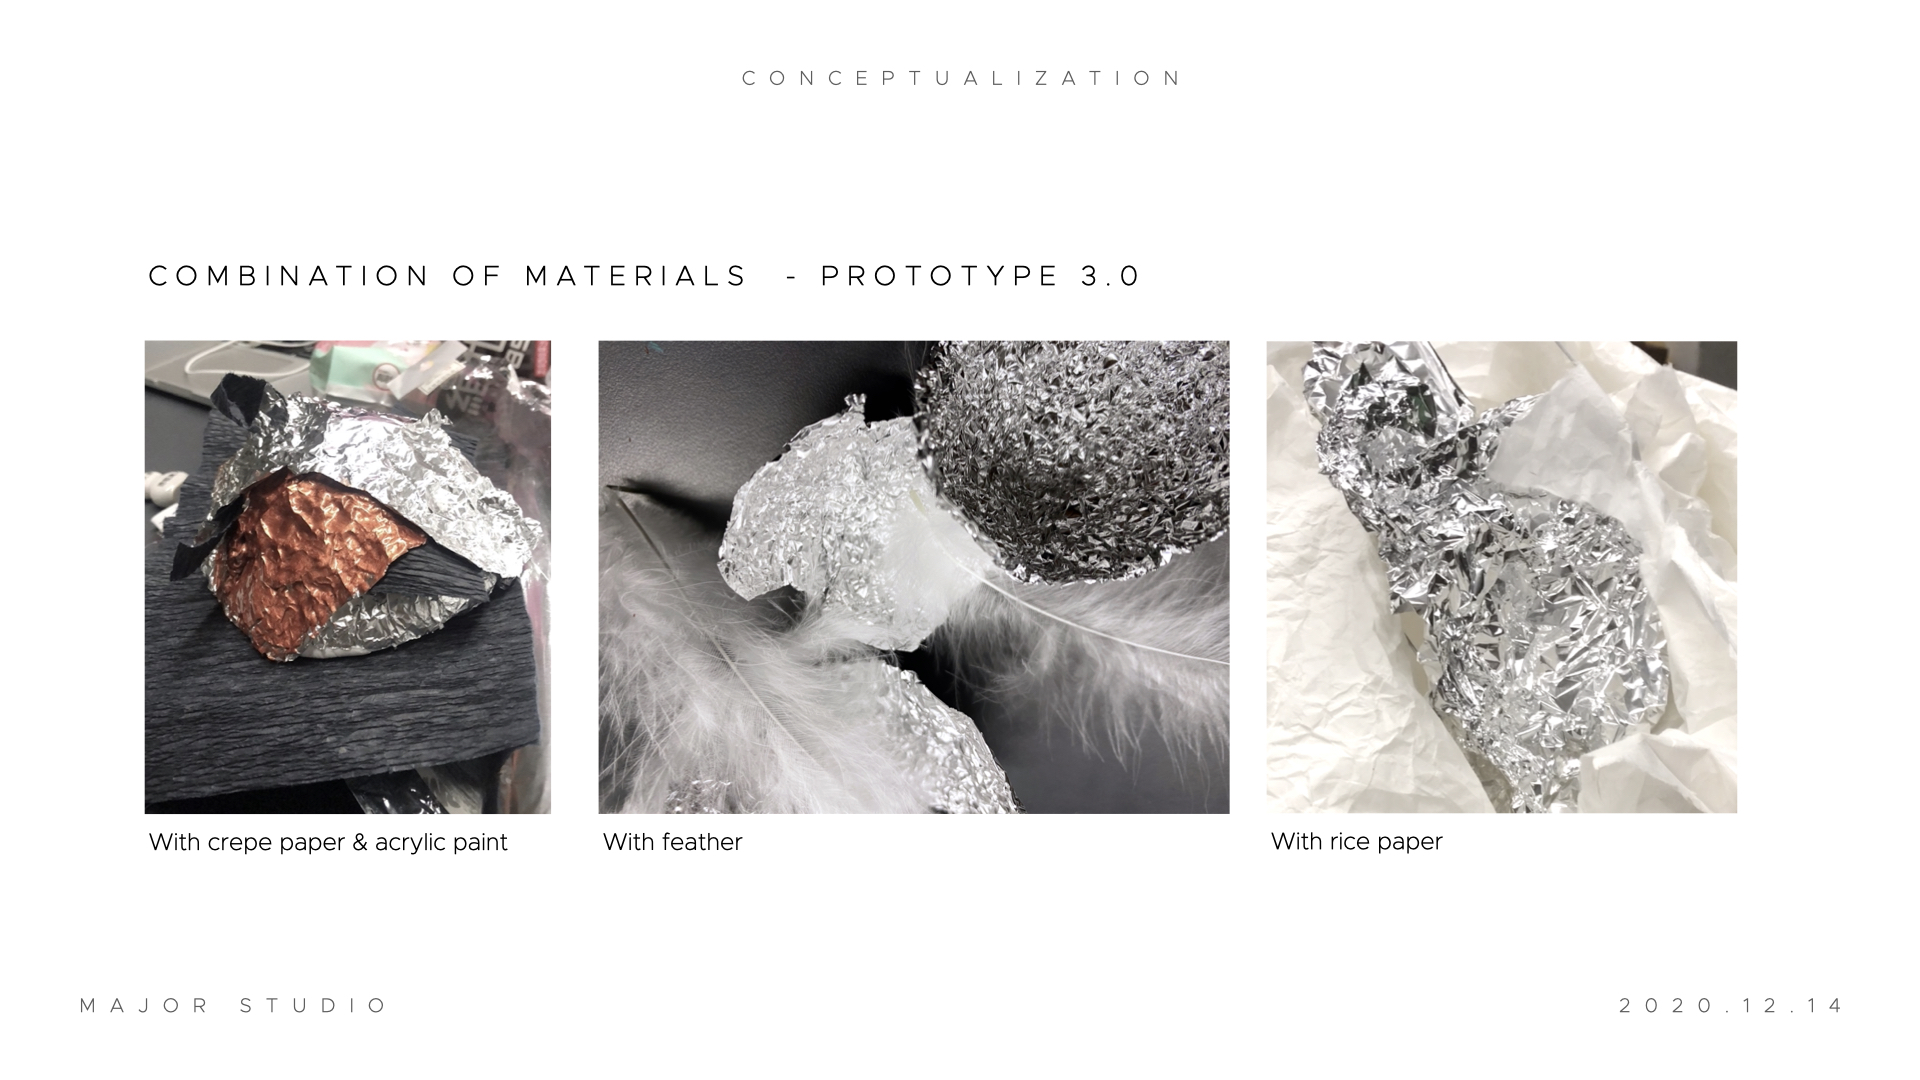 CONCEPTUALIZATION
COMBINATION OF MATERIALS - PROTOTYPE 3.0
With crepe paper & acrylic paint
With feather
With rice paper
MAJOR STUDIO
2020.12.14